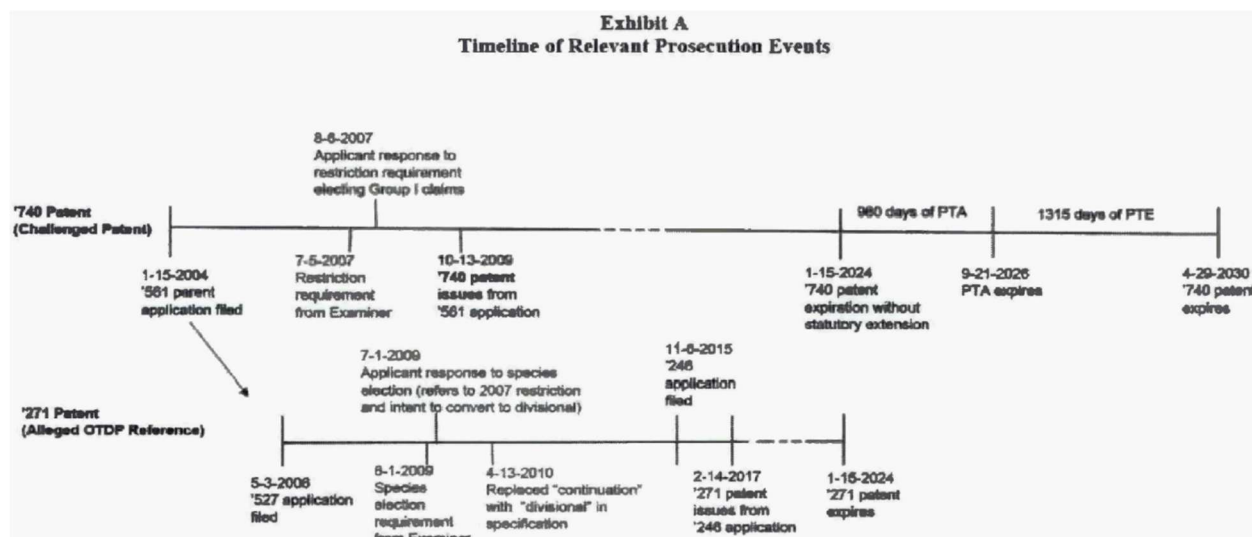 Exhibit A
Timeline of Relevant Prosecution Events
8-6-2007
Applicant response to
restriction requirement
electing Group I claims
'740 Patent
(Challenged Patent)
980 days of PTA
1315 days of PTE
1-15-2004
'561 parent
application filed
7-5-2007
Restriction
requirement
from Examiner
10-13-2009
'740 patent
issues from
'561 application
1-15-2024
'740 patent
expiration without
statutory extension
9-21-2026
PTA expires
4-29-2030
'740 patent
expires
7-1-2009
Applicant response to species
election (refers to 2007 restriction
and intent to convert to divisional)
11-6-2015
'246
application
filed
'271 Patent
(Alleged OTDP Reference)
5-3-2006
'527 application
filed
6-1-2009
Species
election
requirement
from Examiner
4-13-2010
Replaced "continuation"
with "divisional" in
specification
2-14-2017
'271 patent
issues from
'246 application
1-15-2024
'271 patent
expires